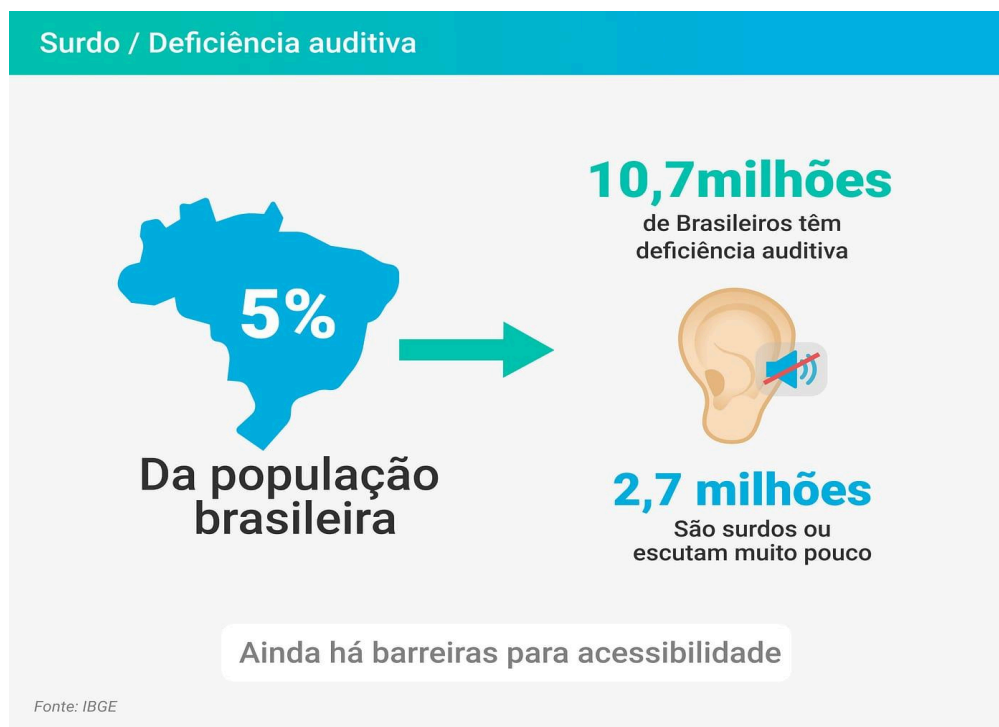 Surdo / Deficiência auditiva
5%
Da população
brasileira
10,7milhões
de Brasileiros têm
deficiência auditiva
2,7 milhões
São surdos ou
escutam muito pouco
Ainda há barreiras para acessibilidade
Fonte: IBGE